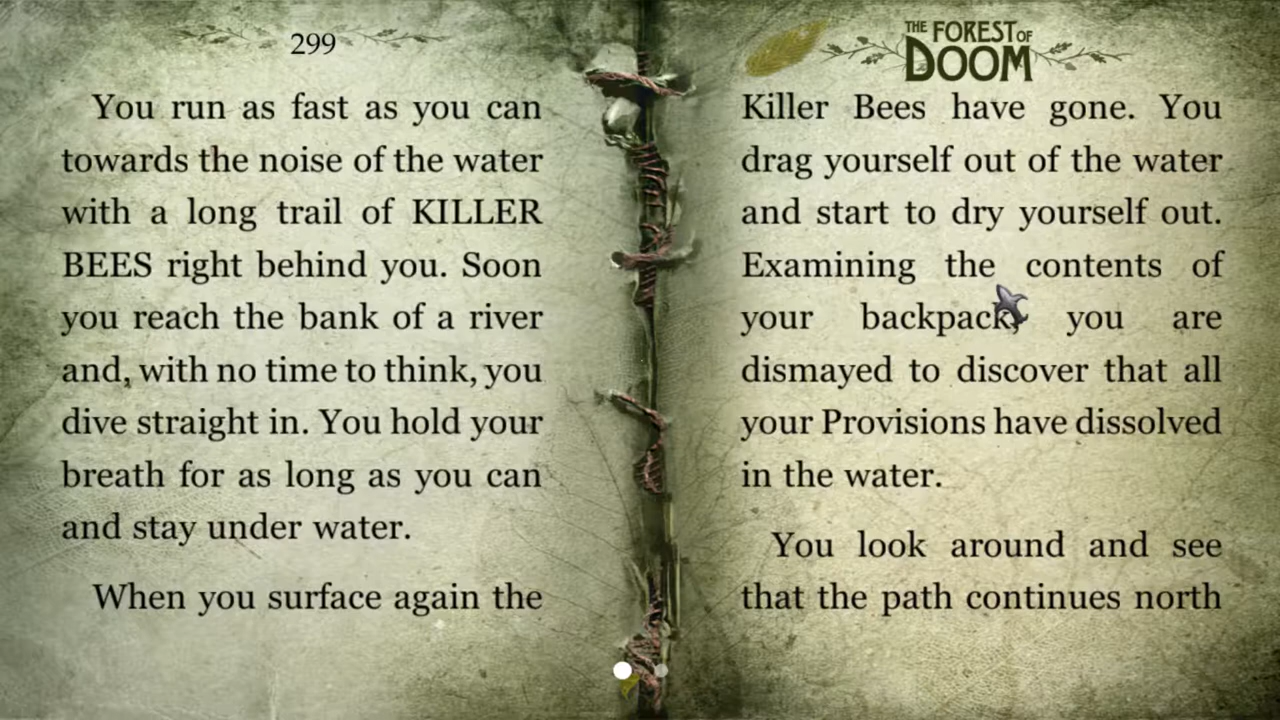 299
You run as fast as you can
towards the noise of the water
with a long trail of KILLER
BEES right behind you. Soon
you reach the bank of a river
and, with no time to think, you
dive straight in. You hold your
breath for as long as you can
and stay under water.
When you surface again the
THE FOREST OF
DOOM
Killer Bees have gone. You
drag yourself out of the water
and start to dry yourself out.
Examining the contents of
your backpack, you are
dismayed to discover that all
your Provisions have dissolved
in the water.
You look around and see
that the path continues north